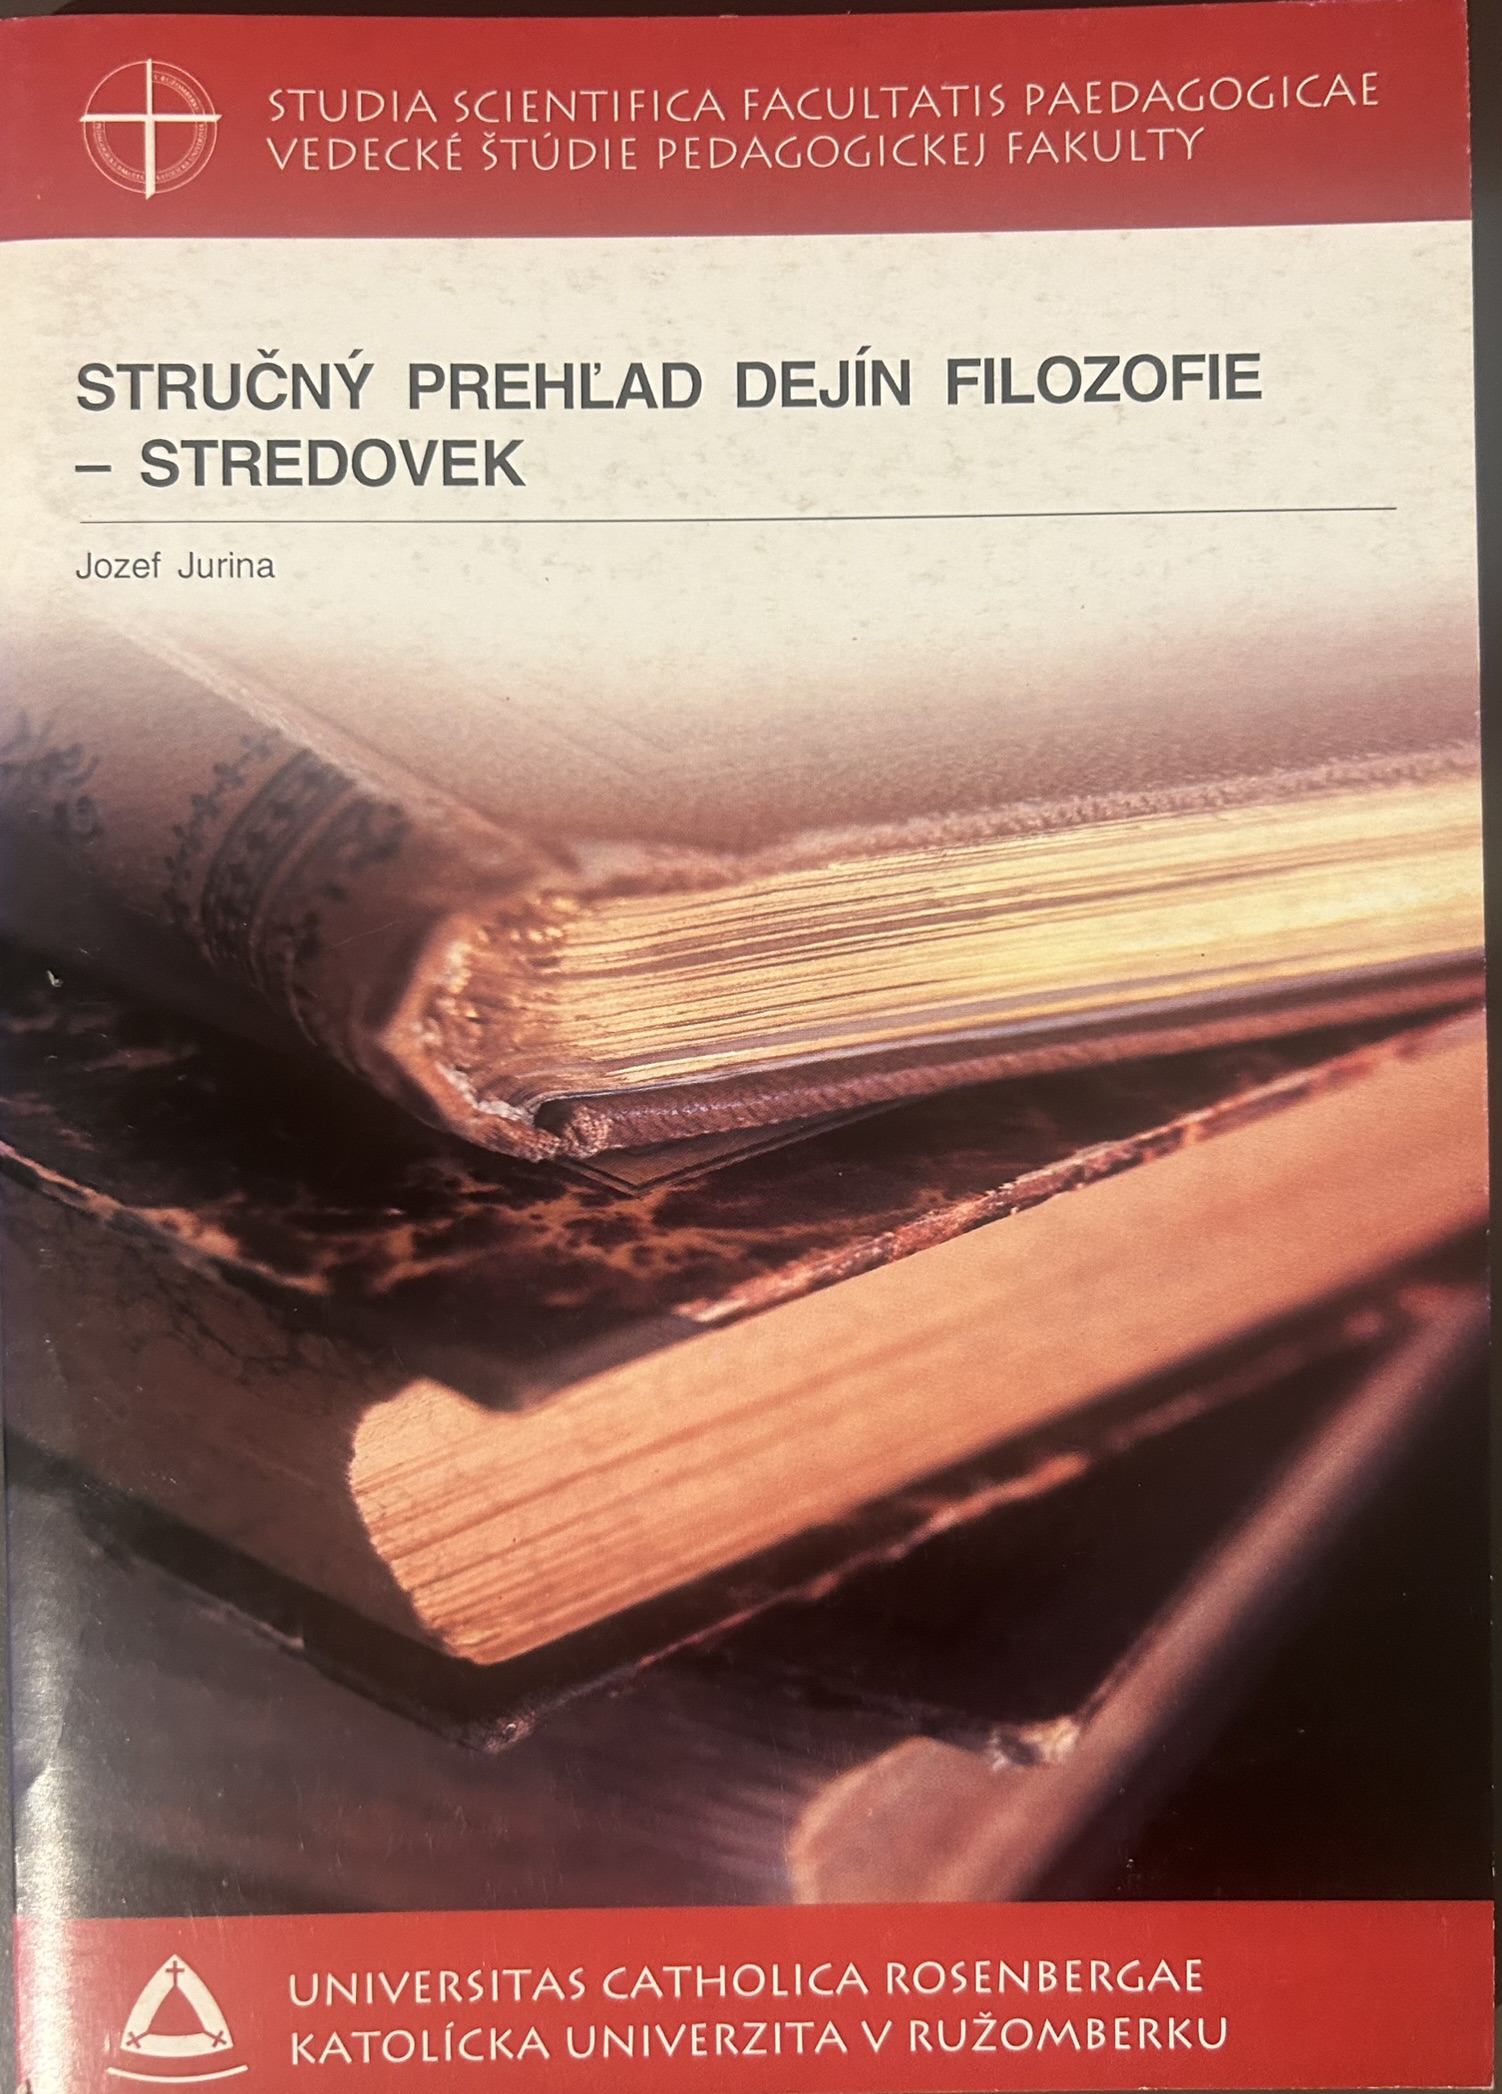 STUDIA SCIENTIFICA FACULTATIS PAEDAGOGICAE
VEDECKÉ ŠTÚDIE PEDAGOGICKEJ FAKULTY
STRUČNÝ PREHĽAD DEJÍN FILOZOFIE
– STREDOVEK
Jozef Jurina
UNIVERSITAS CATHOLICA ROSENBERGAE
KATOLÍCKA UNIVERZITA V RUŽOMBERKU